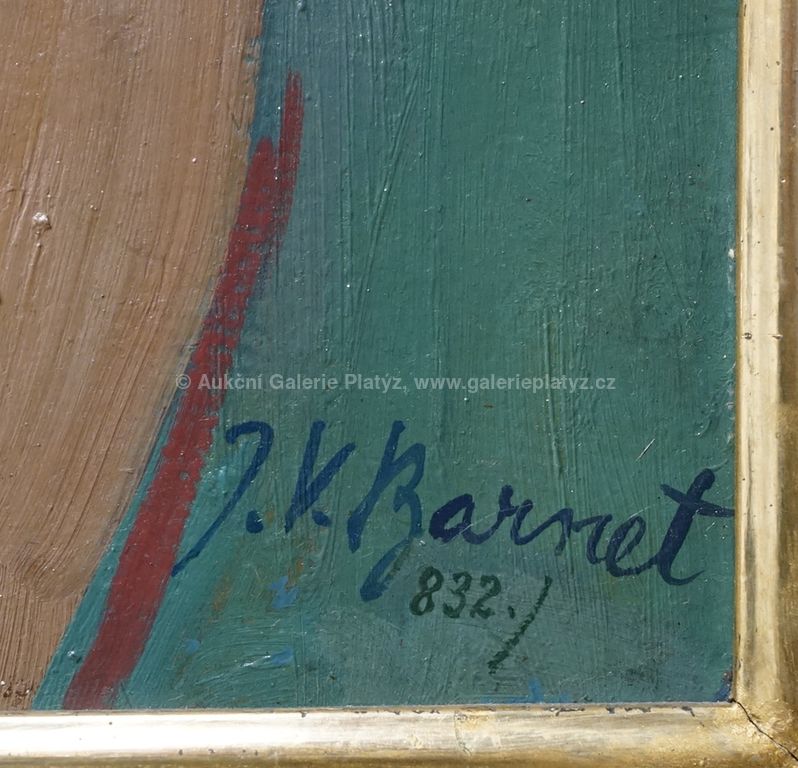 © Aukční Galerie Platýz, www.galerieplatyz.cz
J.V. Barnet
832./